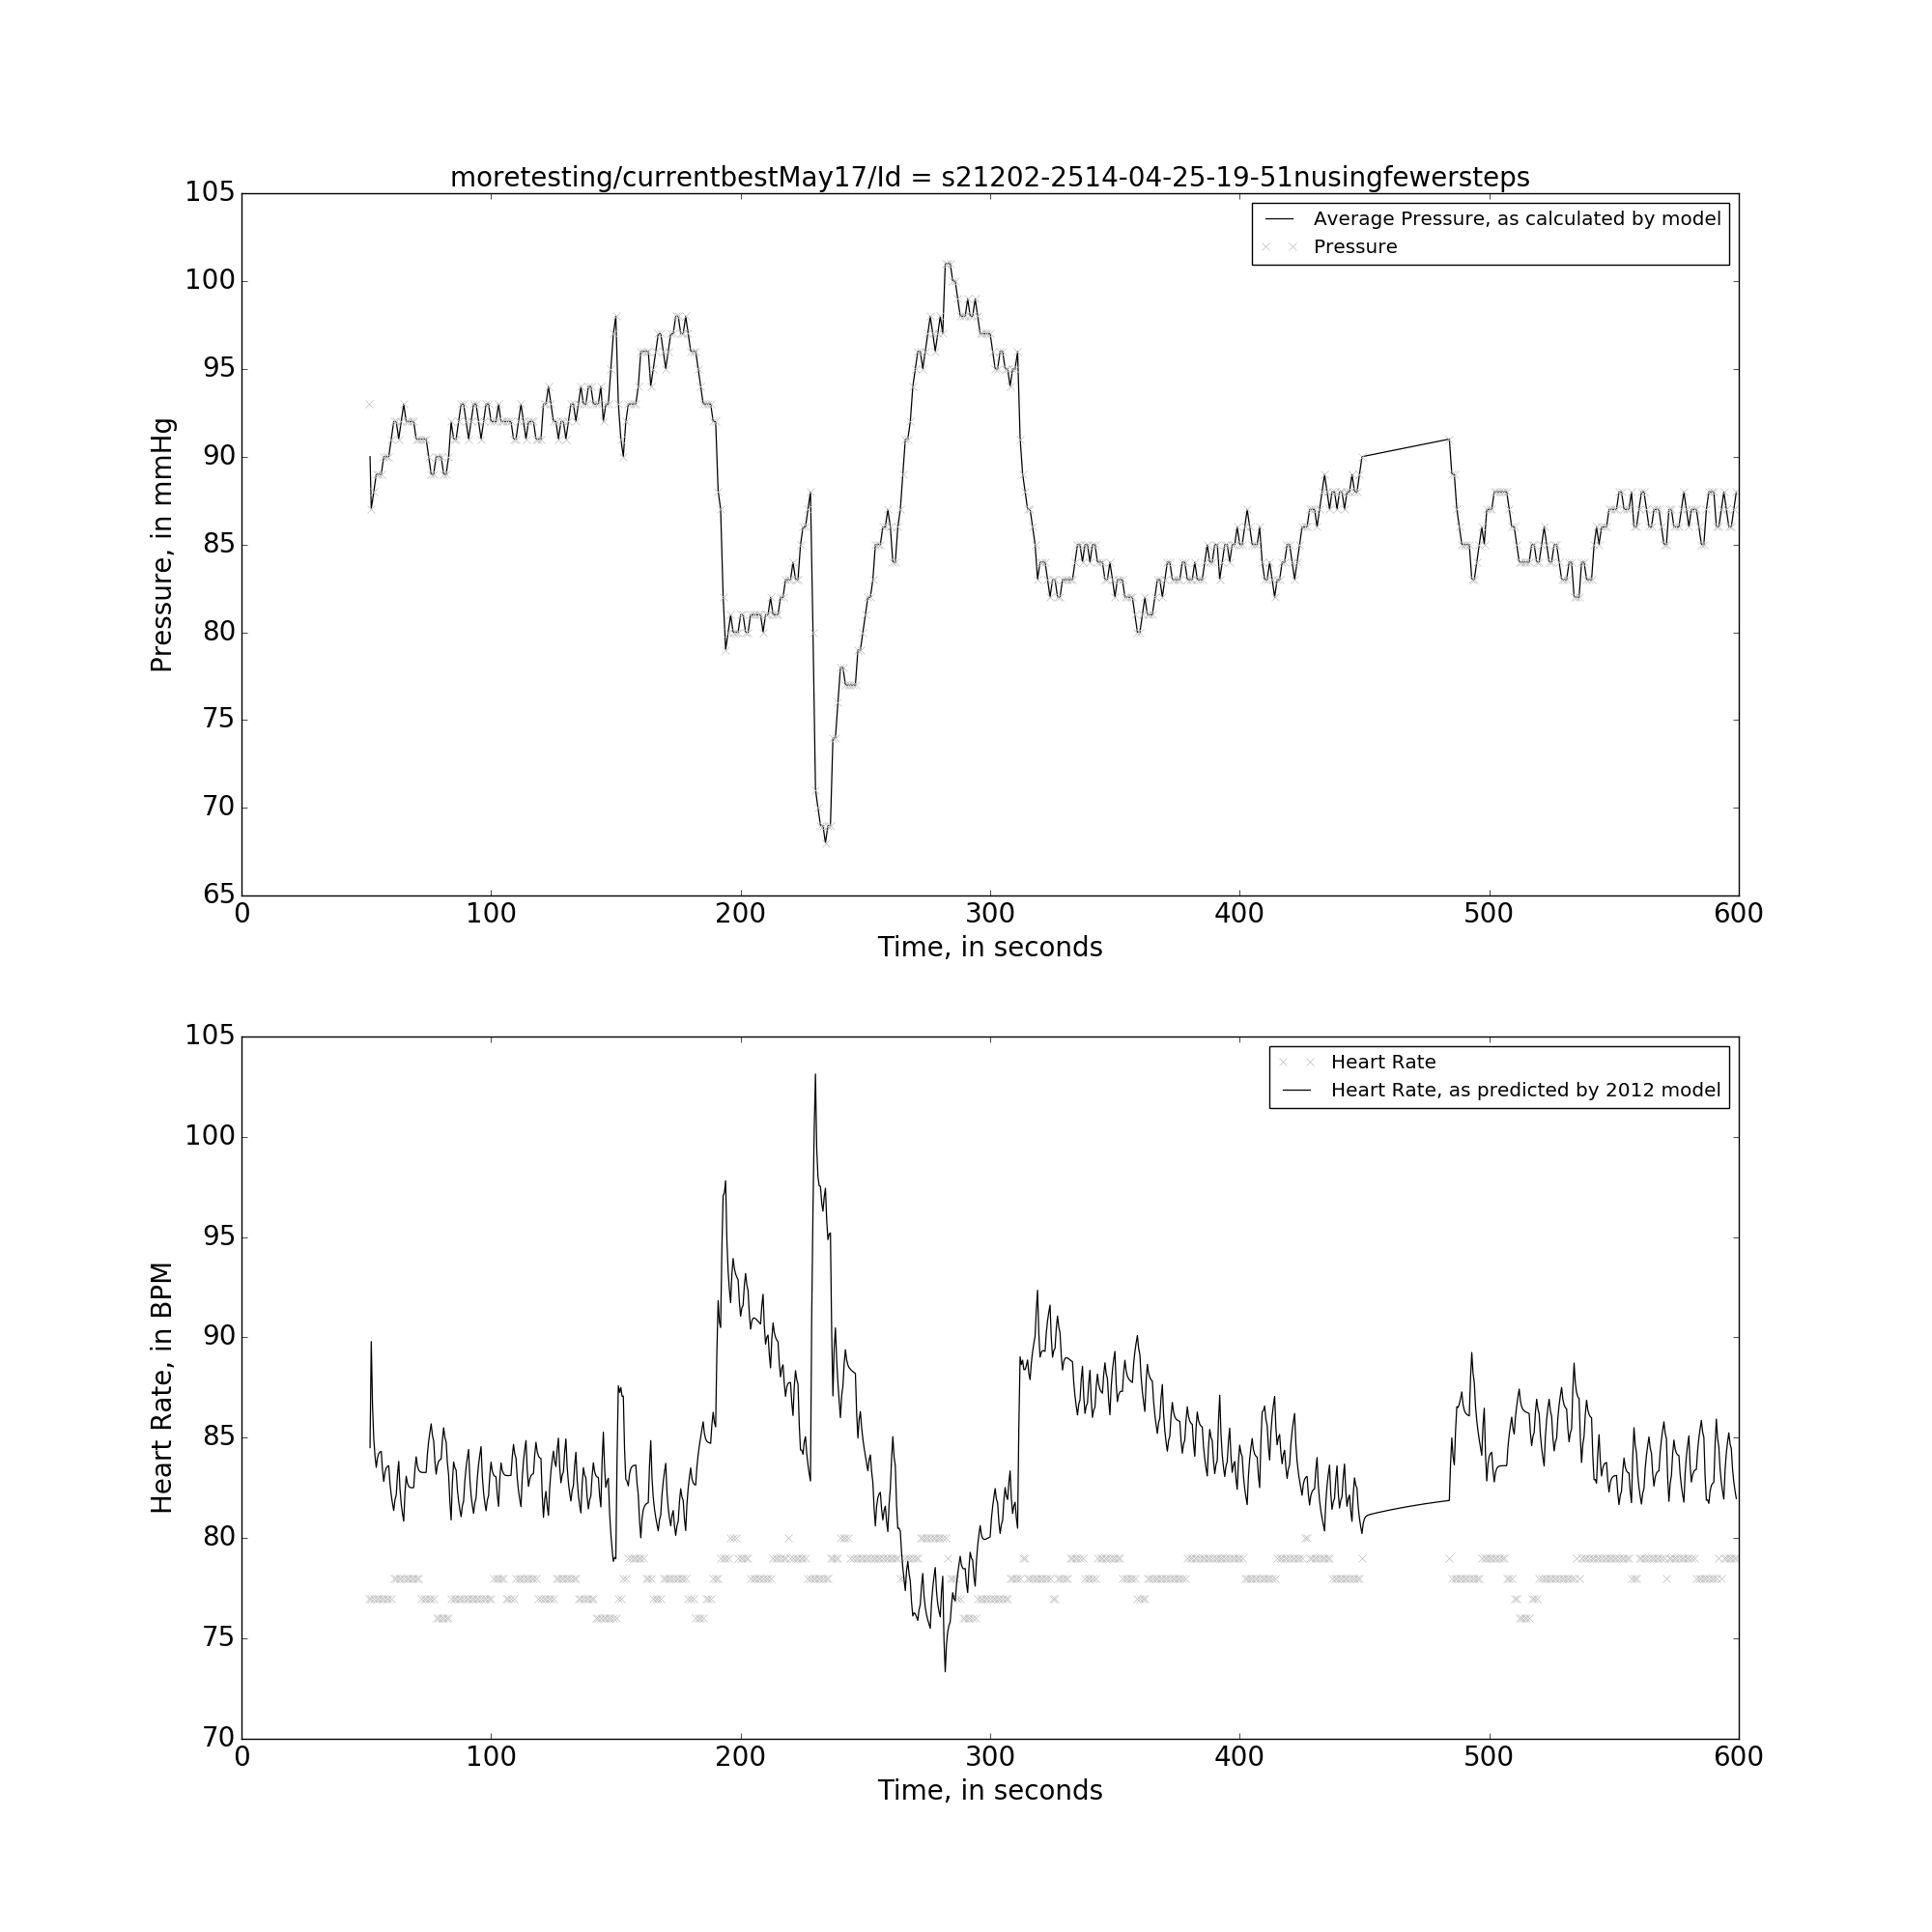 moretesting/currentbestMay17/Id = s21202-2514-04-25-19-51nusingfewersteps
105
100
95
90
85
80
75
70
65
Pressure, in mmHg
Average Pressure, as calculated by model
Pressure
0 100 200 300 400 500 600
Time, in seconds
105
100
95
90
85
80
75
70
Heart Rate, in BPM
Heart Rate
Heart Rate, as predicted by 2012 model
0 100 200 300 400 500 600
Time, in seconds